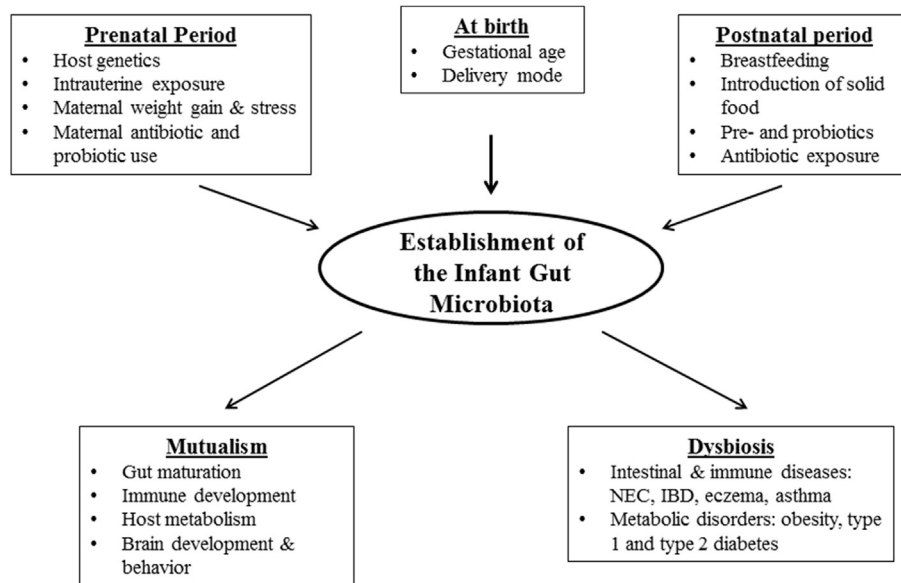 Prenatal Period
• Host genetics
• Intrauterine exposure
• Maternal weight gain & stress
• Maternal antibiotic and
probiotic use
At birth
• Gestational age
• Delivery mode
Postnatal period
• Breastfeeding
• Introduction of solid
food
• Pre- and probiotics
• Antibiotic exposure
Establishment of
the Infant Gut
Microbiota
Mutualism
• Gut maturation
• Immune development
• Host metabolism
• Brain development &
behavior
Dysbiosis
• Intestinal & immune diseases:
NEC, IBD, eczema, asthma
• Metabolic disorders: obesity, type
1 and type 2 diabetes